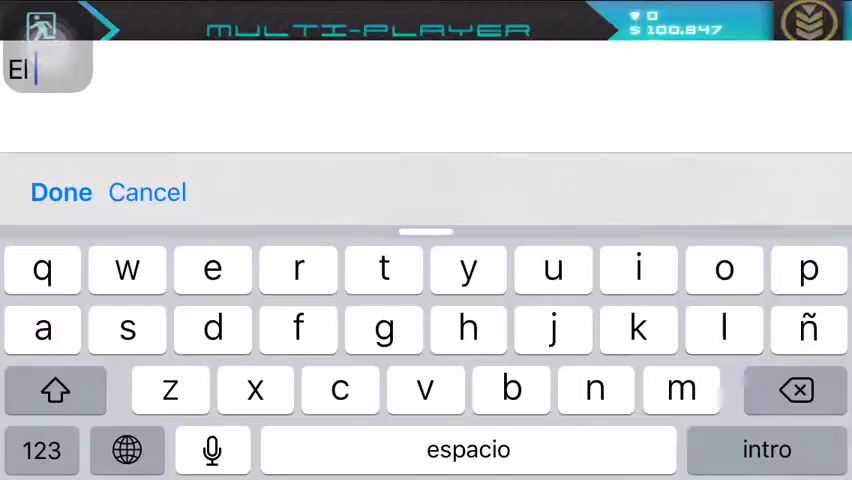 MULTI-PLAYER
0
$ 100.847
El
Done Cancel
q w e r t y u i o p
a s d f g h j k l ñ
z x c v b n m
123 espacio intro